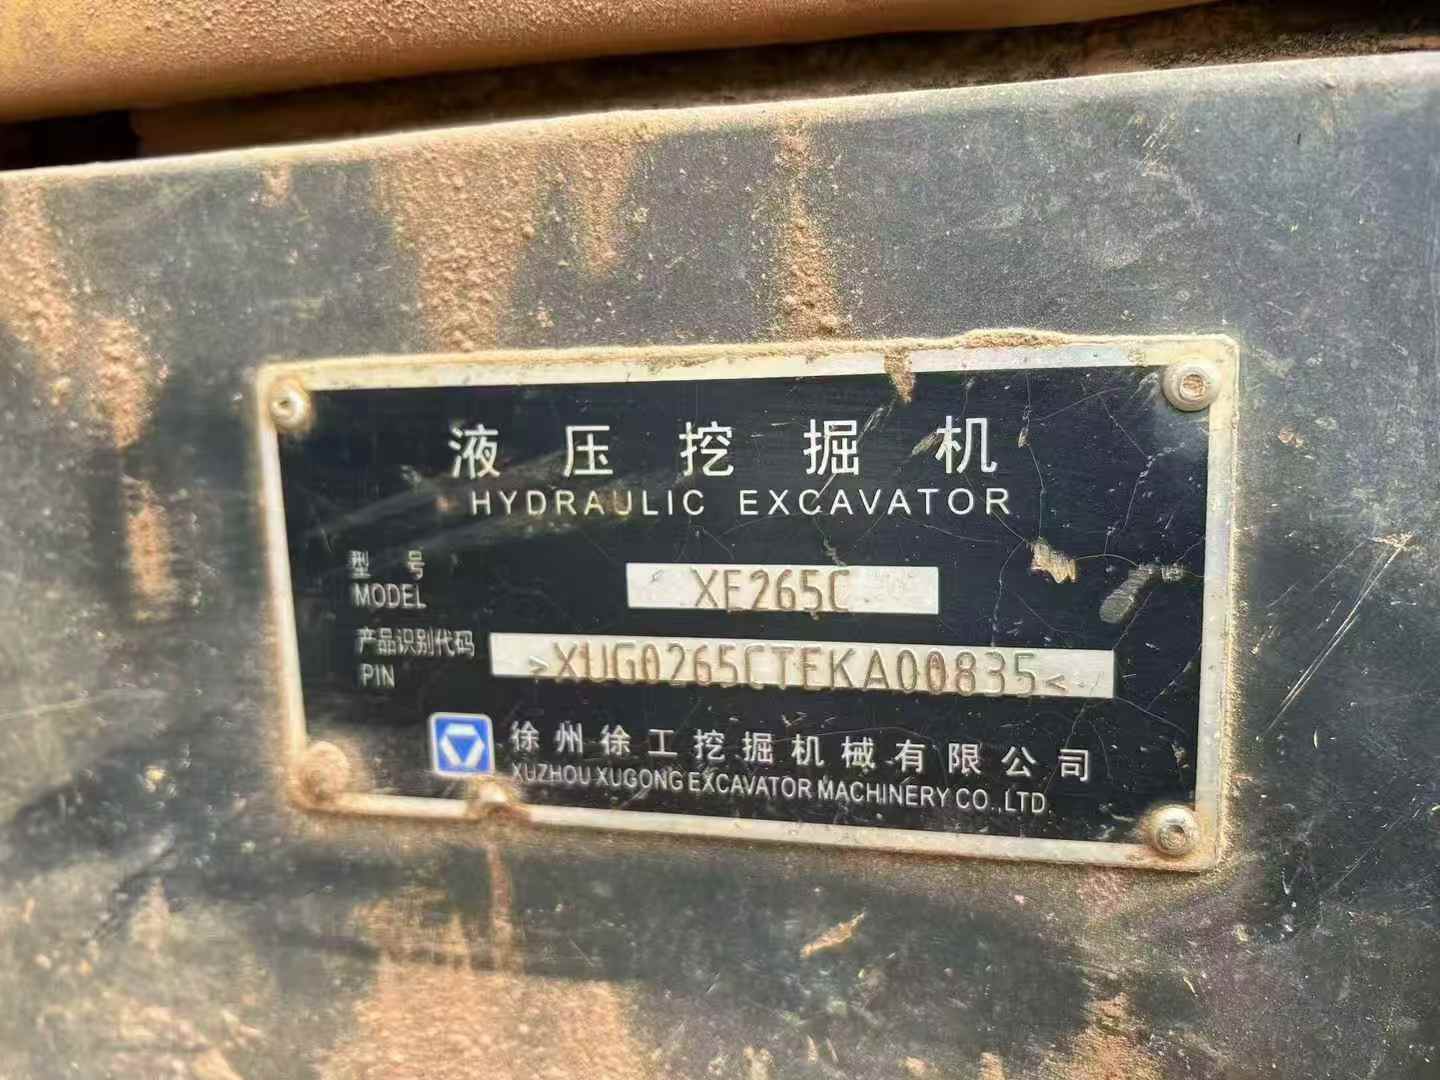 液压挖掘机
HYDRAULIC EXCAVATOR
型号 XE265C
MODEL
产品识别代码 >XUG0265CTEKA00835<
PIN
徐州徐工挖掘机械有限公司
XUZHOU XUGONG EXCAVATOR MACHINERY CO.,LTD.